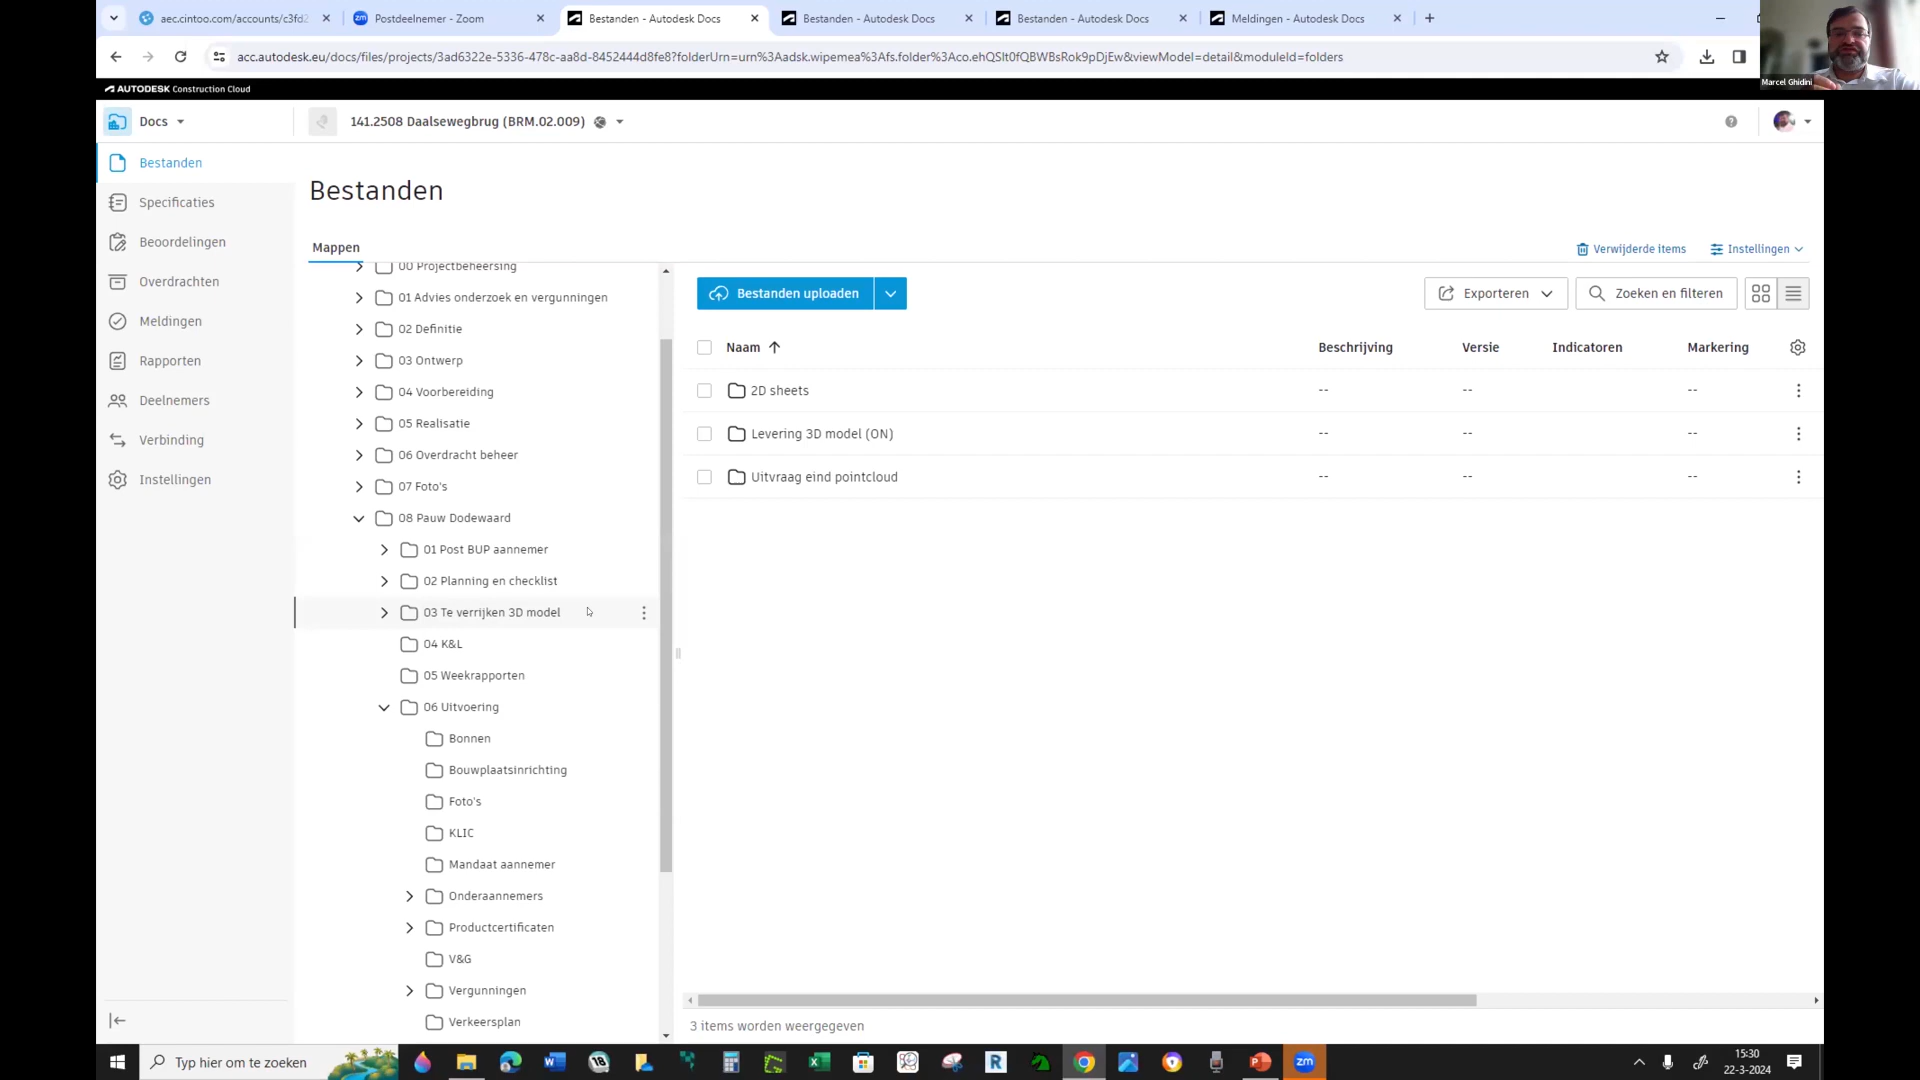 aec.cintoo.com/accounts/c3fd2
Postdeelnemer - Zoom
Bestanden - Autodesk Docs
Bestanden - Autodesk Docs
Bestanden - Autodesk Docs
Meldingen - Autodesk Docs
acc.autodesk.eu/docs/files/projects/3ad6322e-5336-478c-aa8d-8452444d8fe8?folderUrn=urn%3Aadsk.wipemea%3Afs.folder%3Aco.ehQSIt0fQBWBsRok9pDjEw&viewModel=detail&moduleId=folders
Marcel Ghidini
AUTODESK Construction Cloud
Docs
141.2508 Daalsewegbrug (BRM.02.009)
Bestanden
Specificaties
Beoordelingen
Overdrachten
Meldingen
Rapporten
Deelnemers
Verbinding
Instellingen
Bestanden
Mappen
Verwijderde items
Instellingen
00 Projectbeheersing
01 Advies onderzoek en vergunningen
02 Definitie
03 Ontwerp
04 Voorbereiding
05 Realisatie
06 Overdracht beheer
07 Foto's
08 Pauw Dodewaard
01 Post BUP aannemer
02 Planning en checklist
03 Te verrijken 3D model
04 K&L
05 Weekrapporten
06 Uitvoering
Bonnen
Bouwplaatsinrichting
Foto's
KLIC
Mandaat aannemer
Onderaannemers
Productcertificaten
V&G
Vergunningen
Verkeersplan
Bestanden uploaden
Exporteren
Zoeken en filteren
Naam
Beschrijving
Versie
Indicatoren
Markering
2D sheets
--
--
--
Levering 3D model (ON)
--
--
--
Uitvraag eind pointcloud
--
--
--
3 items worden weergegeven
Typ hier om te zoeken
18
zm
15:30
22-3-2024